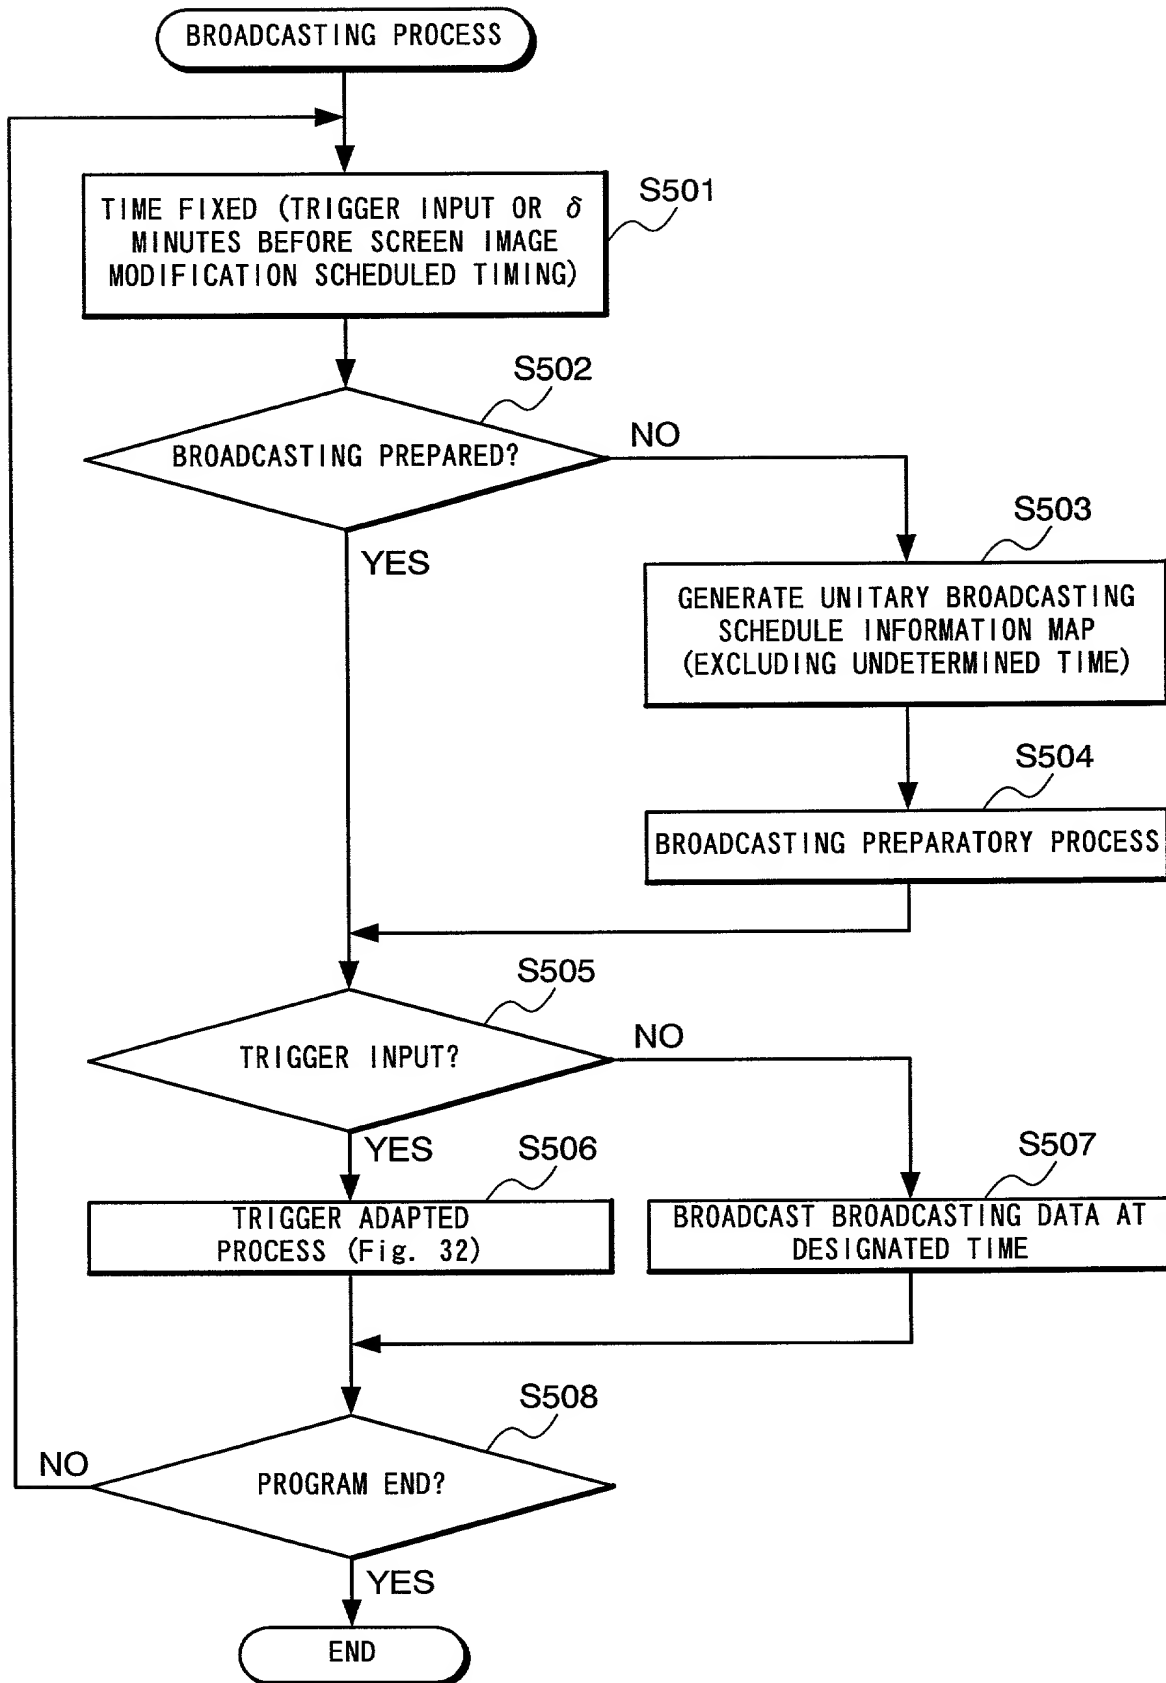 BROADCASTING PROCESS
S501
TIME FIXED (TRIGGER INPUT OR δ
MINUTES BEFORE SCREEN IMAGE
MODIFICATION SCHEDULED TIMING)
S502
BROADCASTING PREPARED?
NO
YES
S503
GENERATE UNITARY BROADCASTING
SCHEDULE INFORMATION MAP
(EXCLUDING UNDETERMINED TIME)
S504
BROADCASTING PREPARATORY PROCESS
S505
TRIGGER INPUT?
NO
YES
S506
TRIGGER ADAPTED
PROCESS (Fig. 32)
S507
BROADCAST BROADCASTING DATA AT
DESIGNATED TIME
S508
PROGRAM END?
NO
YES
END